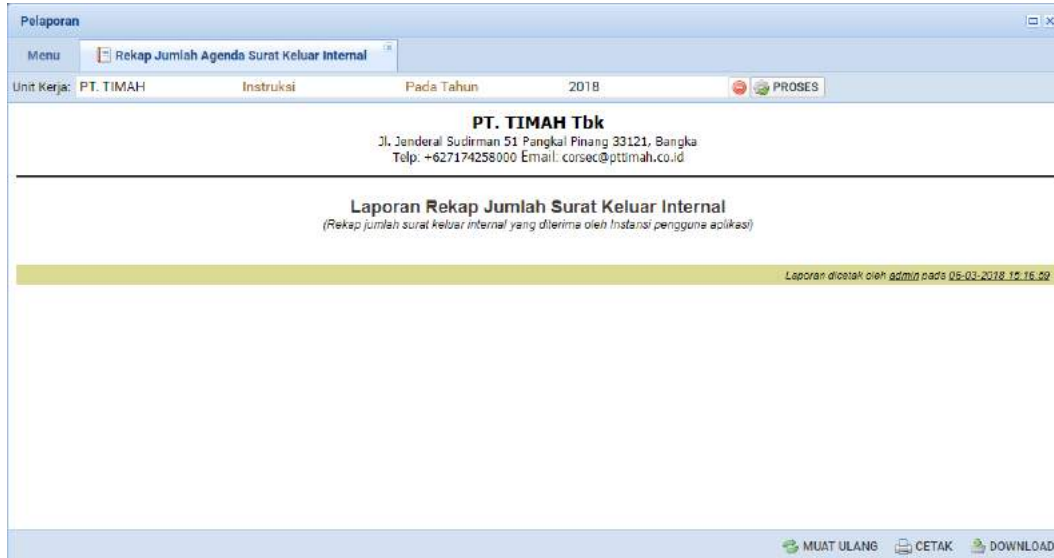 Pelaporan
Menu Rekap Jumlah Agenda Surat Keluar Internal
Unit Kerja: PT. TIMAH Instruksi Pada Tahun 2018 PROSES
PT. TIMAH Tbk
Jl. Jenderal Sudirman 51 Pangkal Pinang 33121, Bangka
Telp: +627174258000 Email: corsec@pttimah.co.id
Laporan Rekap Jumlah Surat Keluar Internal
(Rekap jumlah surat keluar internal yang diterima oleh Instansi pengguna aplikasi)
Laporan dicetak oleh admin pada 06-03-2018 15:16:59
MUAT ULANG CETAK DOWNLOAD